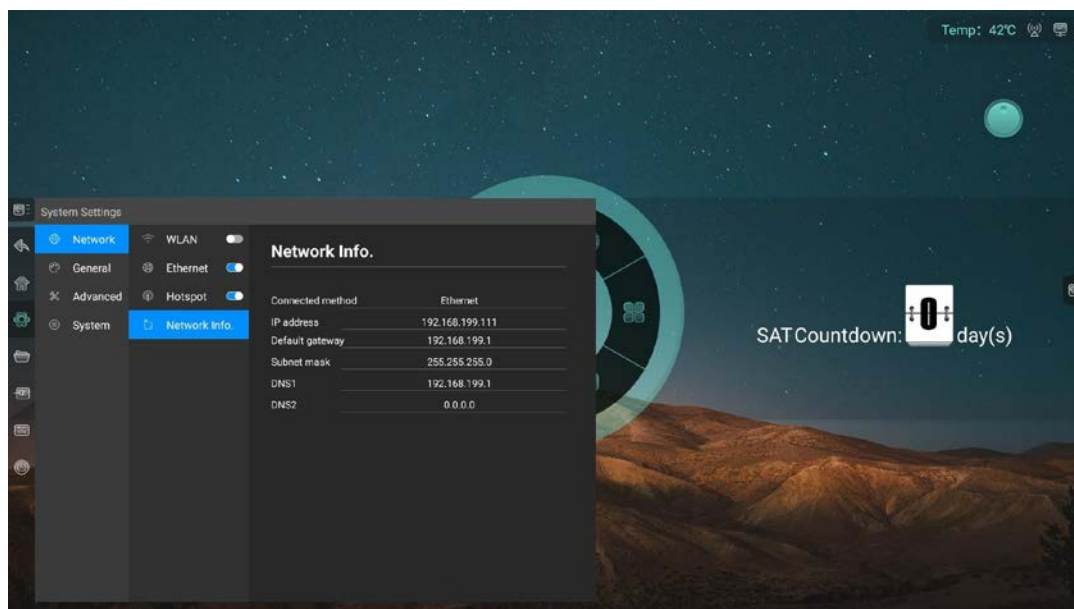 Temp: 42℃
System Settings
Network
General
Advanced
System
WLAN
Ethernet
Hotspot
Network Info.
Network Info.
Connected method Ethernet
IP address 192.168.199.111
Default gateway 192.168.199.1
Subnet mask 255.255.255.0
DNS1 192.168.199.1
DNS2 0.0.0.0
SAT Countdown: 0 day(s)